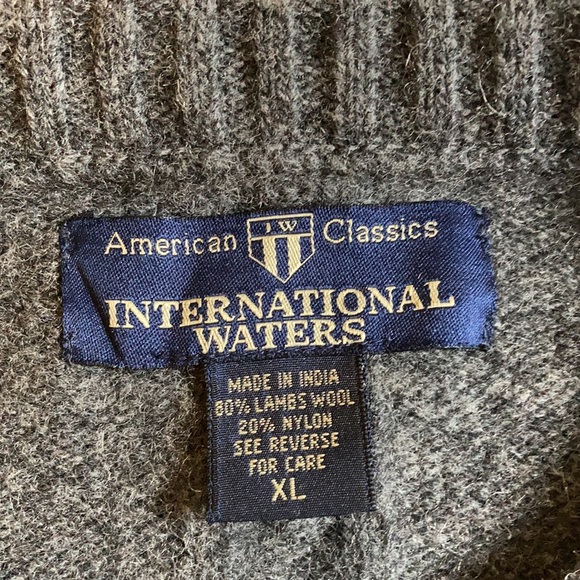 American IW Classics
INTERNATIONAL
WATERS
MADE IN INDIA
80% LAMBS WOOL
20% NYLON
SEE REVERSE
FOR CARE
XL